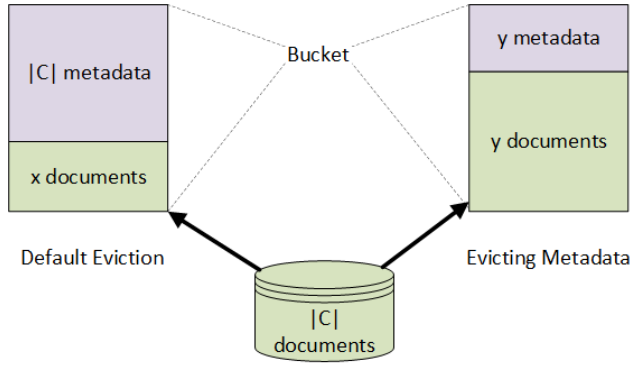 |C| metadata
x documents
Default Eviction
Bucket
y metadata
y documents
Evicting Metadata
|C|
documents